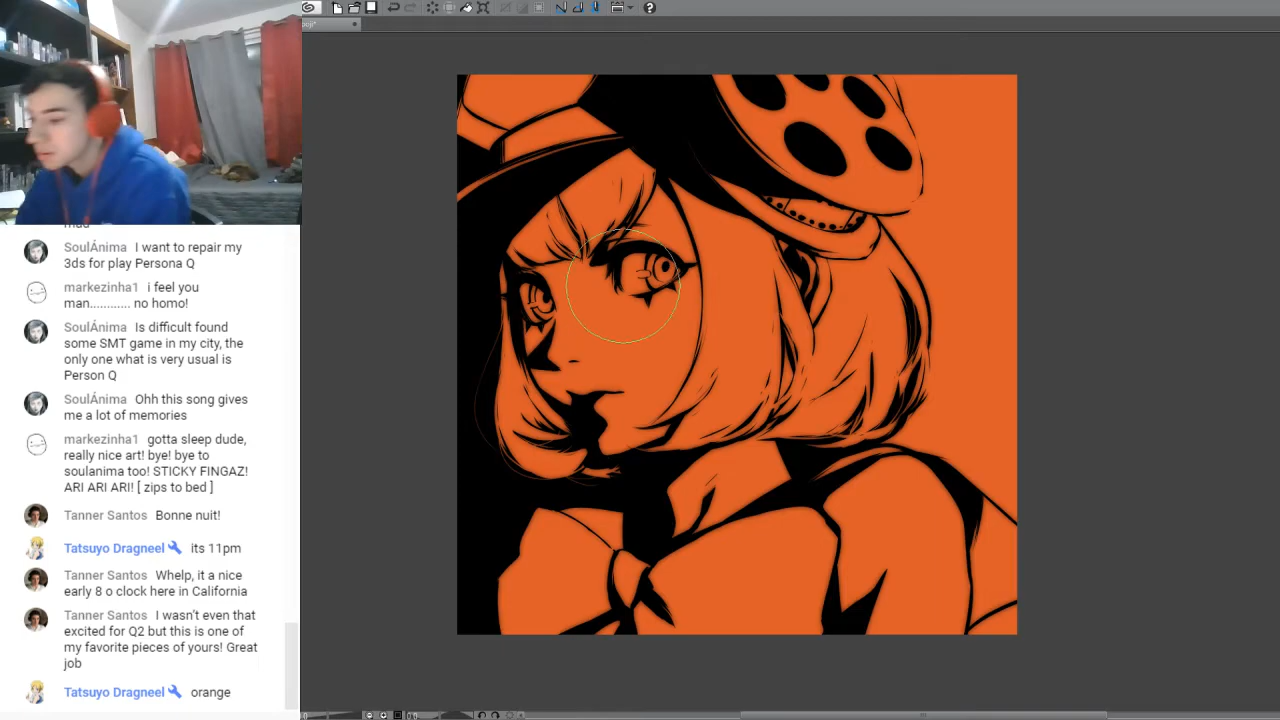 mad
SoulÁnima I want to repair my
3ds for play Persona Q
markezinha1 i feel you
man............ no homo!
SoulÁnima Is difficult found
some SMT game in my city, the
only one what is very usual is
Person Q
SoulÁnima Ohh this song gives
me a lot of memories
markezinha1 gotta sleep dude,
really nice art! bye! bye to
soulanima too! STICKY FINGAZ!
ARI ARI ARI! [ zips to bed ]
Tanner Santos Bonne nuit!
Tatsuyo Dragneel its 11pm
Tanner Santos Whelp, it a nice
early 8 o clock here in California
Tanner Santos I wasn't even that
excited for Q2 but this is one of
my favorite pieces of yours! Great
job
Tatsuyo Dragneel orange